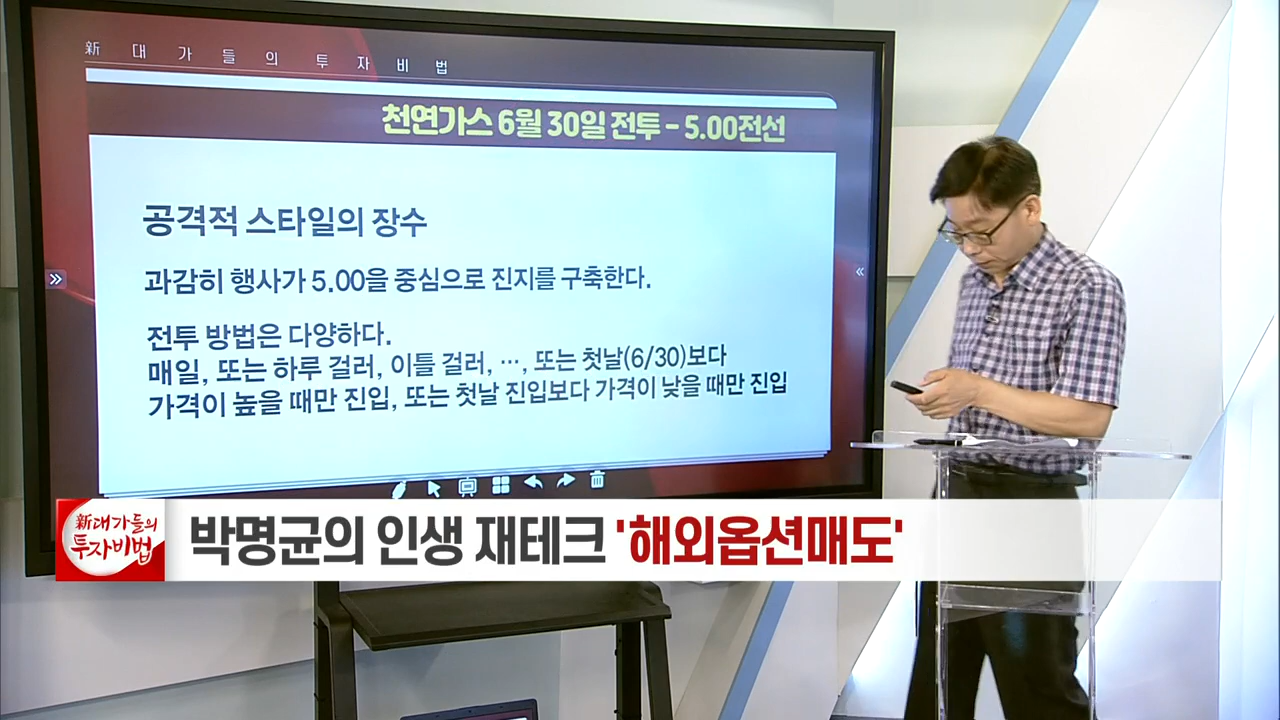 新 대 가 들 의 투 자 비 법
천연가스 6월 30일 전투 - 5.00전선
공격적 스타일의 장수
과감히 행사가 5.00을 중심으로 진지를 구축한다.
전투 방법은 다양하다.
매일, 또는 하루 걸러, 이틀 걸러, …, 또는 첫날(6/30)보다
가격이 높을 때만 진입, 또는 첫날 진입보다 가격이 낮을 때만 진입
新대가들의
투자비법
박명균의 인생 재테크 '해외옵션매도'